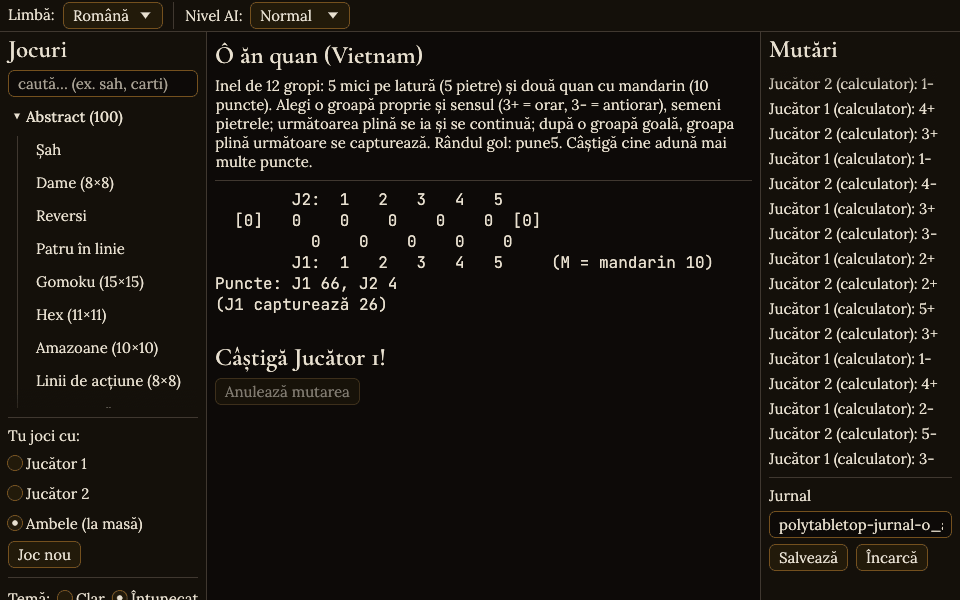 Limbă: Română ▼ Nivel AI: Normal ▼
Jocuri
caută... (ex. sah, carti)
▼ Abstract (100)
Șah
Dame (8×8)
Reversi
Patru în linie
Gomoku (15×15)
Hex (11×11)
Amazoane (10×10)
Linii de acțiune (8×8)
Tu joci cu:
Jucător 1
Jucător 2
Ambele (la masă)
Joc nou
Temă: Clar Întunecat
Ô ăn quan (Vietnam)
Inel de 12 gropi: 5 mici pe latură (5 pietre) și două quan cu mandarin (10
puncte). Alegi o groapă proprie și sensul (3+ = orar, 3- = antiorar), semeni
pietrele; următoarea plină se ia și se continuă; după o groapă goală, groapa
plină următoare se capturează. Rândul gol: pune5. Câștigă cine adună mai
multe puncte.
J2: 1 2 3 4 5
[0] 0 0 0 0 0 [0]
0 0 0 0 0
J1: 1 2 3 4 5 (M = mandarin 10)
Puncte: J1 66, J2 4
(J1 capturează 26)
Câștigă Jucător 1!
Anulează mutarea
Mutări
Jucător 2 (calculator): 1-
Jucător 1 (calculator): 4+
Jucător 2 (calculator): 3+
Jucător 1 (calculator): 1-
Jucător 2 (calculator): 4-
Jucător 1 (calculator): 3+
Jucător 2 (calculator): 3-
Jucător 1 (calculator): 2+
Jucător 2 (calculator): 2+
Jucător 1 (calculator): 5+
Jucător 2 (calculator): 3+
Jucător 1 (calculator): 1-
Jucător 2 (calculator): 4+
Jucător 1 (calculator): 2-
Jucător 2 (calculator): 5-
Jucător 1 (calculator): 3-
Jurnal
polytabletop-jurnal-o_
Salvează Încarcă